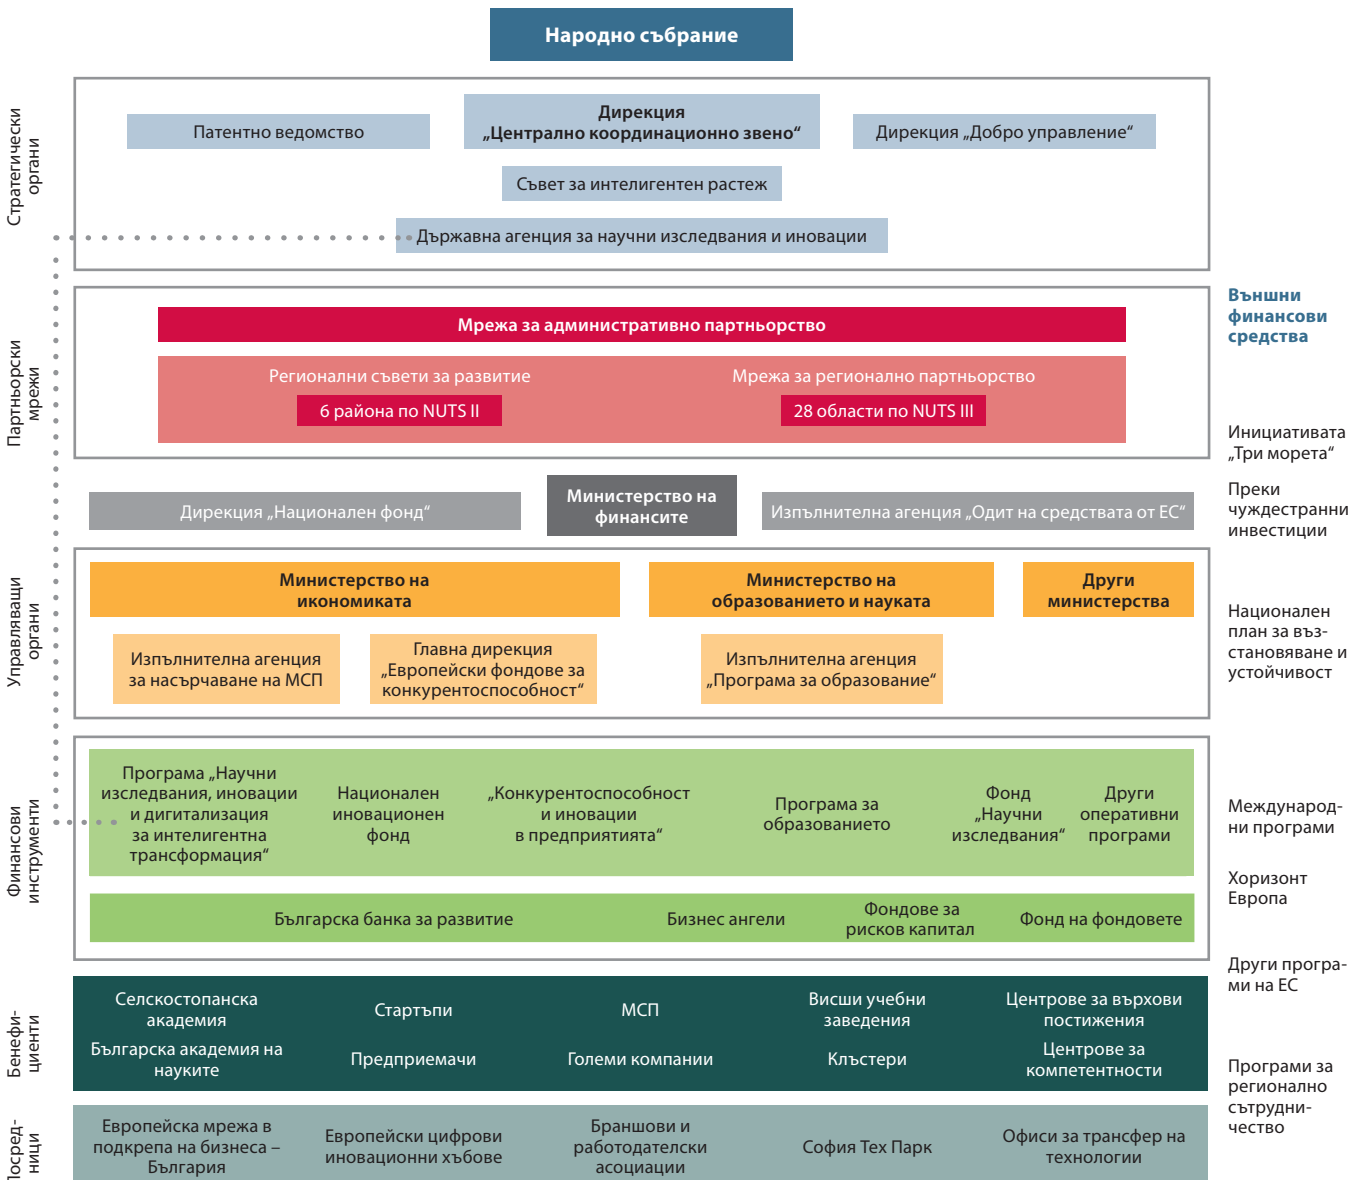 Народно събрание
Стратегически
органи
Патентно ведомство
Дирекция
„Централно координационно звено“
Дирекция „Добро управление“
Съвет за интелигентен растеж
Държавна агенция за научни изследвания и иновации
Партньорски
мрежи
Мрежа за административно партньорство
Регионални съвети за развитие
6 района по NUTS II
Мрежа за регионално партньорство
28 области по NUTS III
Дирекция „Национален фонд“
Министерство на
финансите
Изпълнителна агенция „Одит на средствата от ЕС“
Управляващи
органи
Министерство на
икономиката
Министерство на
образованието и науката
Други
министерства
Изпълнителна агенция
за насърчаване на МСП
Главна дирекция
„Европейски фондове за
конкурентоспособност“
Изпълнителна агенция
„Програма за образование“
Финансови
инструменти
Програма „Научни
изследвания, иновации
и дигитализация
за интелигентна
трансформация“
Национален
иновационен
фонд
„Конкурентоспособност
и иновации
в предприятията“
Програма за
образованието
Фонд
„Научни
изследвания“
Други
оперативни
програми
Българска банка за развитие
Бизнес ангели
Фондове за
рисков капитал
Фонд на фондовете
Бенефи-
циенти
Селскостопанска
академия
Стартъпи
МСП
Висши учебни
заведения
Центрове за върхови
постижения
Българска академия на
науките
Предприемачи
Големи компании
Клъстери
Центрове за
компетентности
Посред-
ници
Европейска мрежа в
подкрепа на бизнеса –
България
Европейски цифрови
иновационни хъбове
Браншови и
работодателски
асоциации
София Тех Парк
Офиси за трансфер на
технологии
Външни
финансови
средства
Инициативата
„Три морета“
Преки
чуждестранни
инвестиции
Национален
план за въз-
становяване и
устойчивост
Международ-
ни програми
Хоризонт
Европа
Други програ-
ми на ЕС
Програми за
регионално
сътрудни-
чество